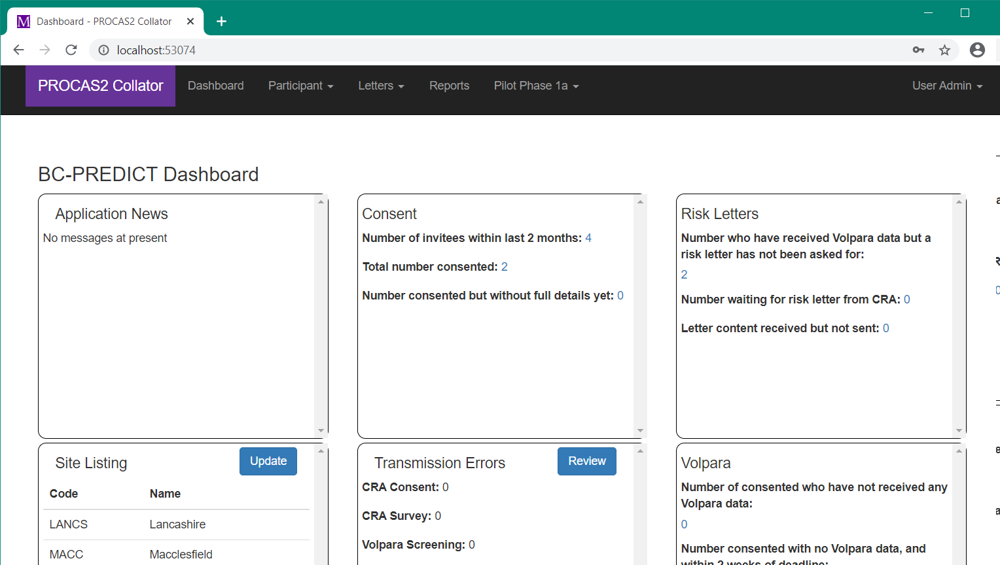 Dashboard - PROCAS2 Collator
localhost:53074
PROCAS2 Collator
Dashboard
Participant
Letters
Reports
Pilot Phase 1a
User Admin
BC-PREDICT Dashboard
Application News
No messages at present
Consent
Number of invitees within last 2 months: 4
Total number consented: 2
Number consented but without full details yet: 0
Risk Letters
Number who have received Volpara data but a
risk letter has not been asked for:
2
Number waiting for risk letter from CRA: 0
Letter content received but not sent: 0
Site Listing
Update
Code Name
LANCS Lancashire
MACC Macclesfield
Transmission Errors
Review
CRA Consent: 0
CRA Survey: 0
Volpara Screening: 0
Volpara
Number of consented who have not received any
Volpara data:
0
Number consented with no Volpara data, and
within 2 weeks of deadline: